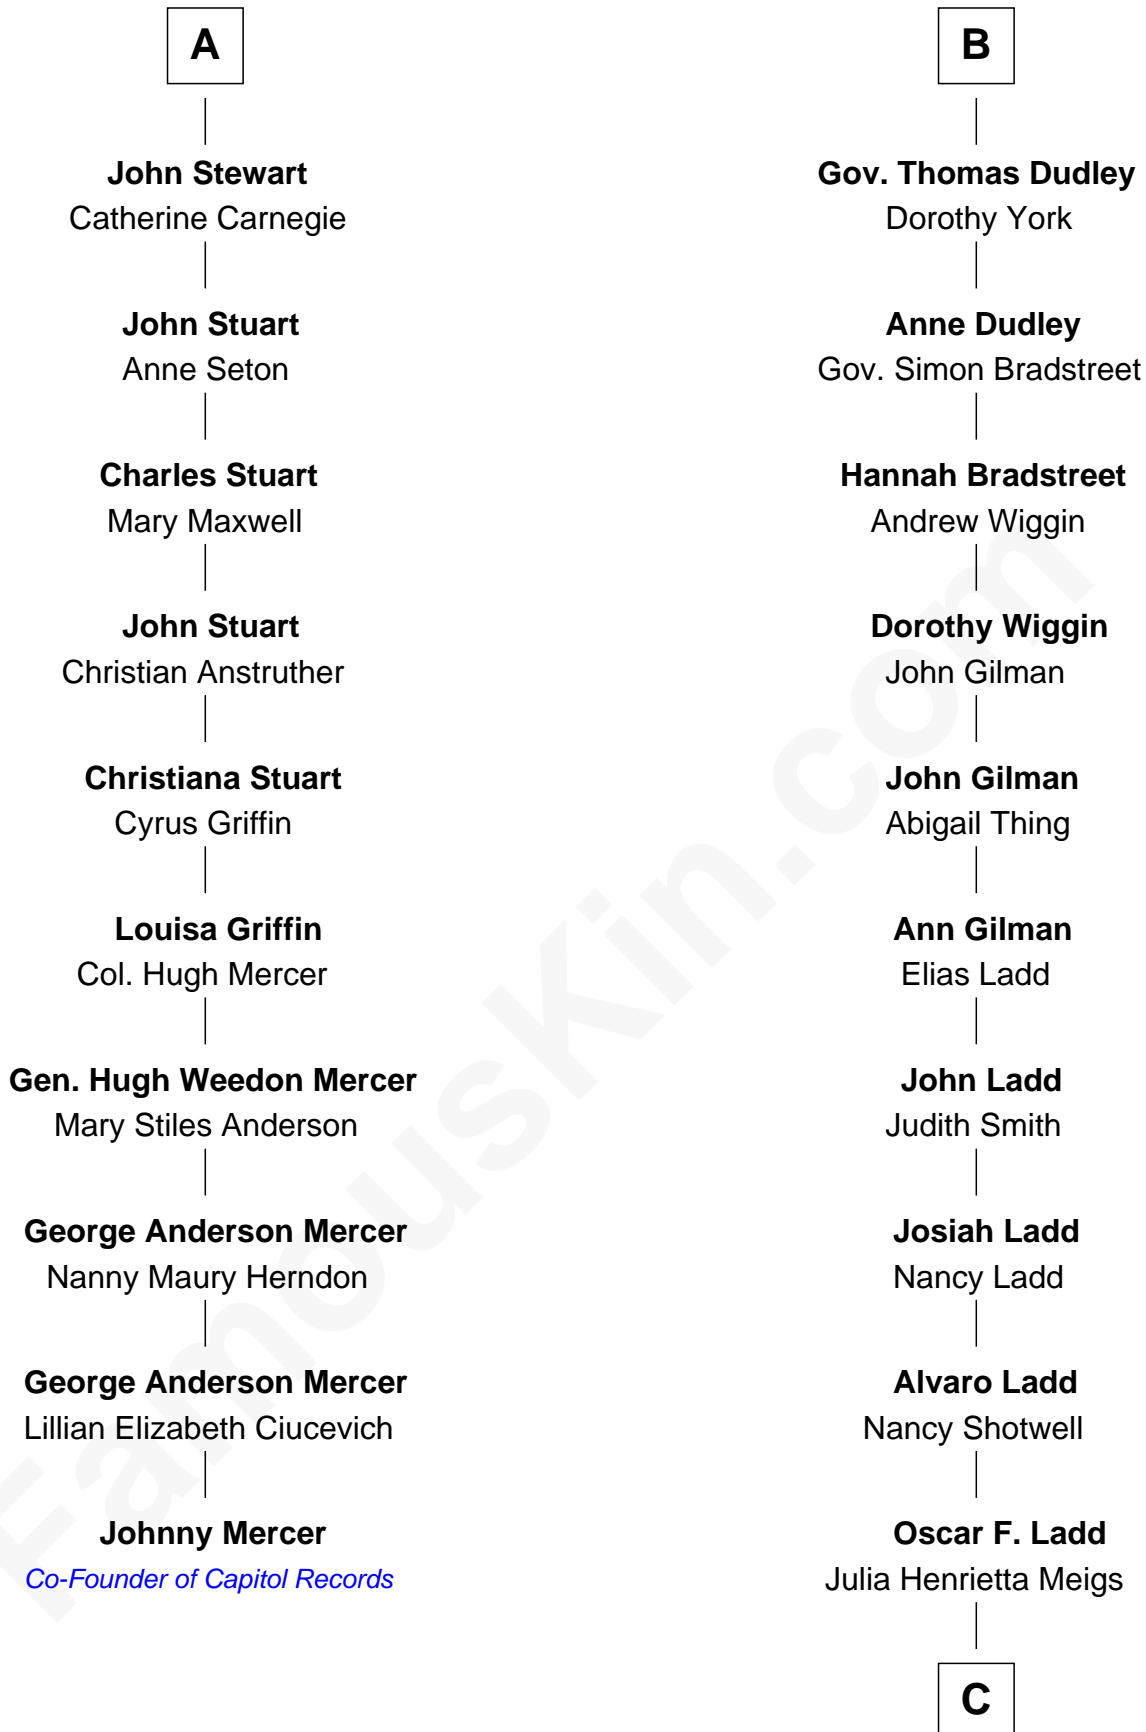 A
John Stewart
Catherine Carnegie
John Stuart
Anne Seton
Charles Stuart
Mary Maxwell
John Stuart
Christian Anstruther
Christiana Stuart
Cyrus Griffin
Louisa Griffin
Col. Hugh Mercer
Gen. Hugh Weedon Mercer
Mary Stiles Anderson
George Anderson Mercer
Nanny Maury Herndon
George Anderson Mercer
Lillian Elizabeth Ciucevich
Johnny Mercer
Co-Founder of Capitol Records
B
Gov. Thomas Dudley
Dorothy York
Anne Dudley
Gov. Simon Bradstreet
Hannah Bradstreet
Andrew Wiggin
Dorothy Wiggin
John Gilman
John Gilman
Abigail Thing
Ann Gilman
Elias Ladd
John Ladd
Judith Smith
Josiah Ladd
Nancy Ladd
Alvaro Ladd
Nancy Shotwell
Oscar F. Ladd
Julia Henrietta Meigs
C
FamousKin.com